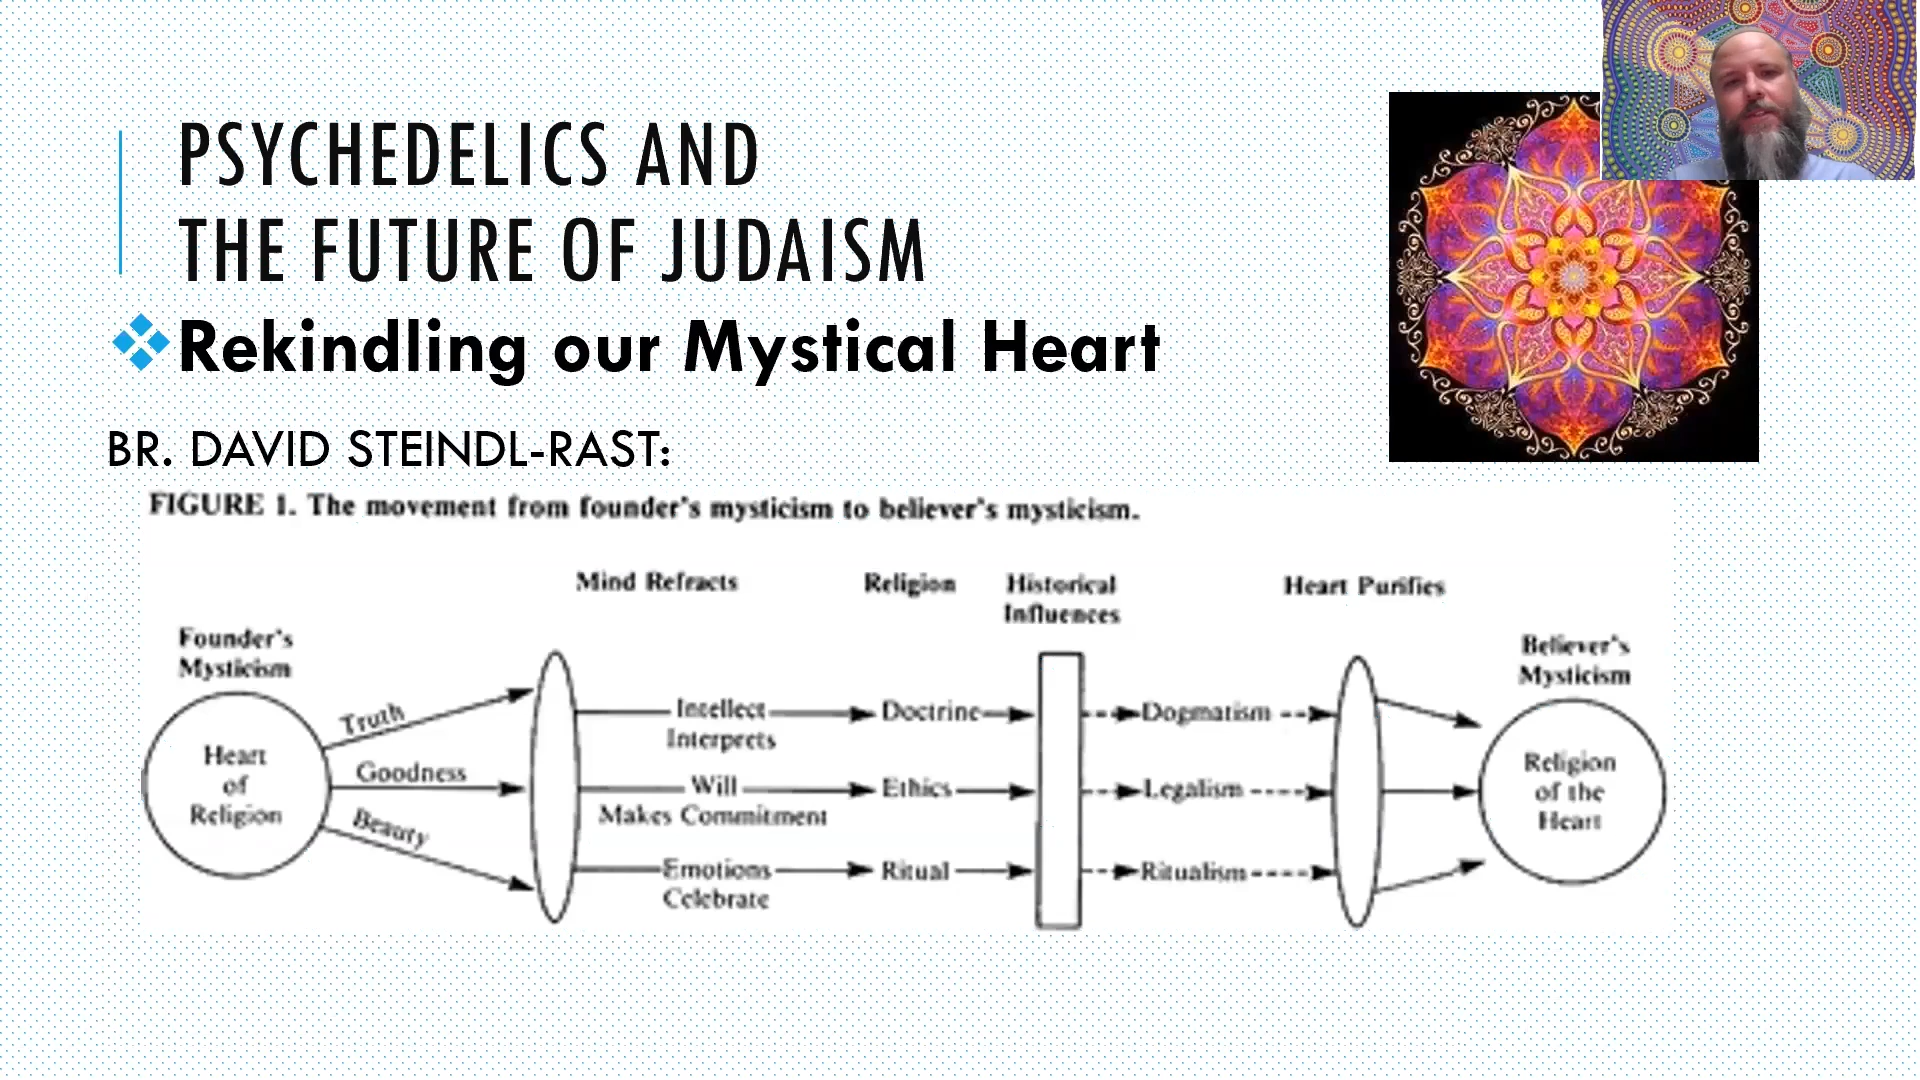 PSYCHEDELICS AND
THE FUTURE OF JUDAISM
Rekindling our Mystical Heart
BR. DAVID STEINDL-RAST:
FIGURE 1. The movement from founder's mysticism to believer's mysticism.
Mind Refracts
Religion
Historical
Influences
Heart Purifies
Founder's
Mysticism
Believer's
Mysticism
Heart
of
Religion
Truth
Goodness
Beauty
Intellect
Interprets
Doctrine
Dogmatism
Will
Makes Commitment
Ethics
Legalism
Emotions
Celebrate
Ritual
Ritualism
Religion
of the
Heart